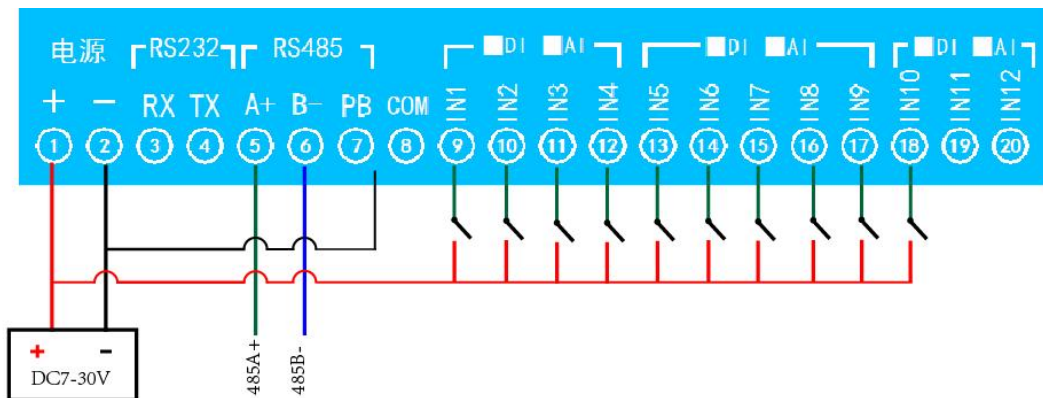 电源 RS232 RS485 DI AI DI AI DI AI
+ − RX TX A+ B- PB COM IN1 IN2 IN3 IN4 IN5 IN6 IN7 IN8 IN9 IN10 IN11 IN12
1 2 3 4 5 6 7 8 9 10 11 12 13 14 15 16 17 18 19 20
+ -
DC7-30V
485A+
485B-